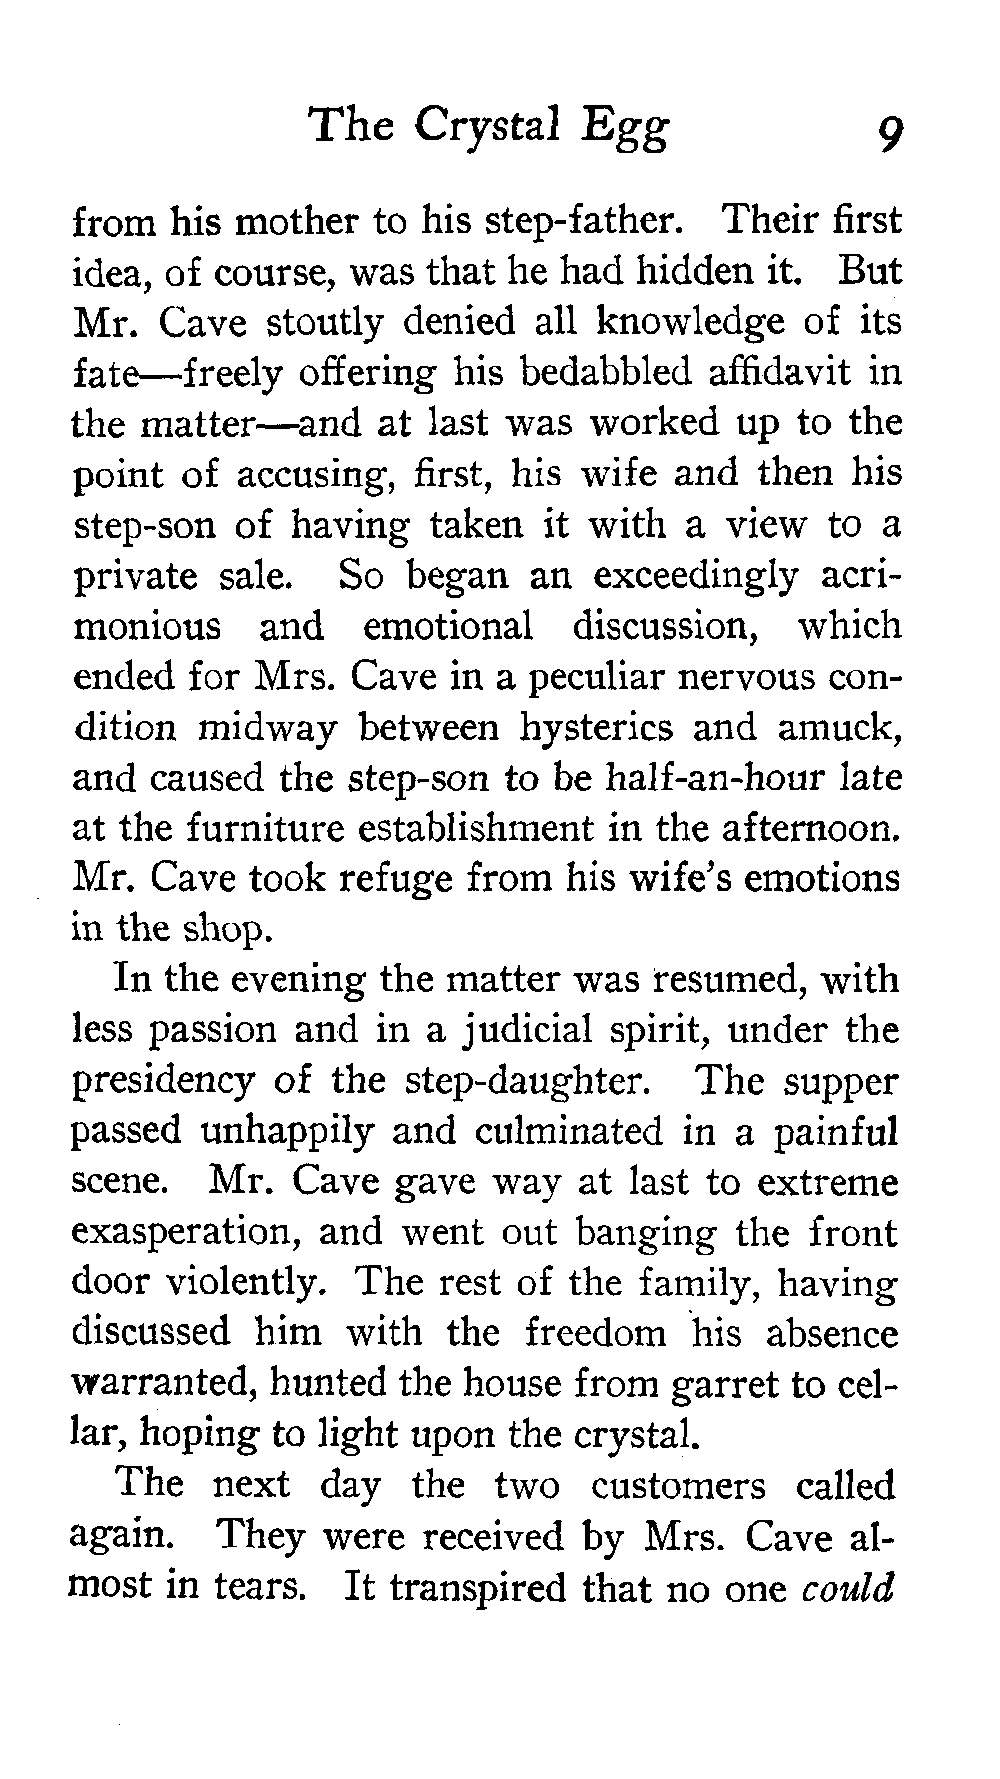 The Crystal Egg 9
from his mother to his step-father. Their first
idea, of course, was that he had hidden it. But
Mr. Cave stoutly denied all knowledge of its
fate—freely offering his bedabbled affidavit in
the matter—and at last was worked up to the
point of accusing, first, his wife and then his
step-son of having taken it with a view to a
private sale. So began an exceedingly acri-
monious and emotional discussion, which
ended for Mrs. Cave in a peculiar nervous con-
dition midway between hysterics and amuck,
and caused the step-son to be half-an-hour late
at the furniture establishment in the afternoon.
Mr. Cave took refuge from his wife's emotions
in the shop.
In the evening the matter was resumed, with
less passion and in a judicial spirit, under the
presidency of the step-daughter. The supper
passed unhappily and culminated in a painful
scene. Mr. Cave gave way at last to extreme
exasperation, and went out banging the front
door violently. The rest of the family, having
discussed him with the freedom his absence
warranted, hunted the house from garret to cel-
lar, hoping to light upon the crystal.
The next day the two customers called
again. They were received by Mrs. Cave al-
most in tears. It transpired that no one could